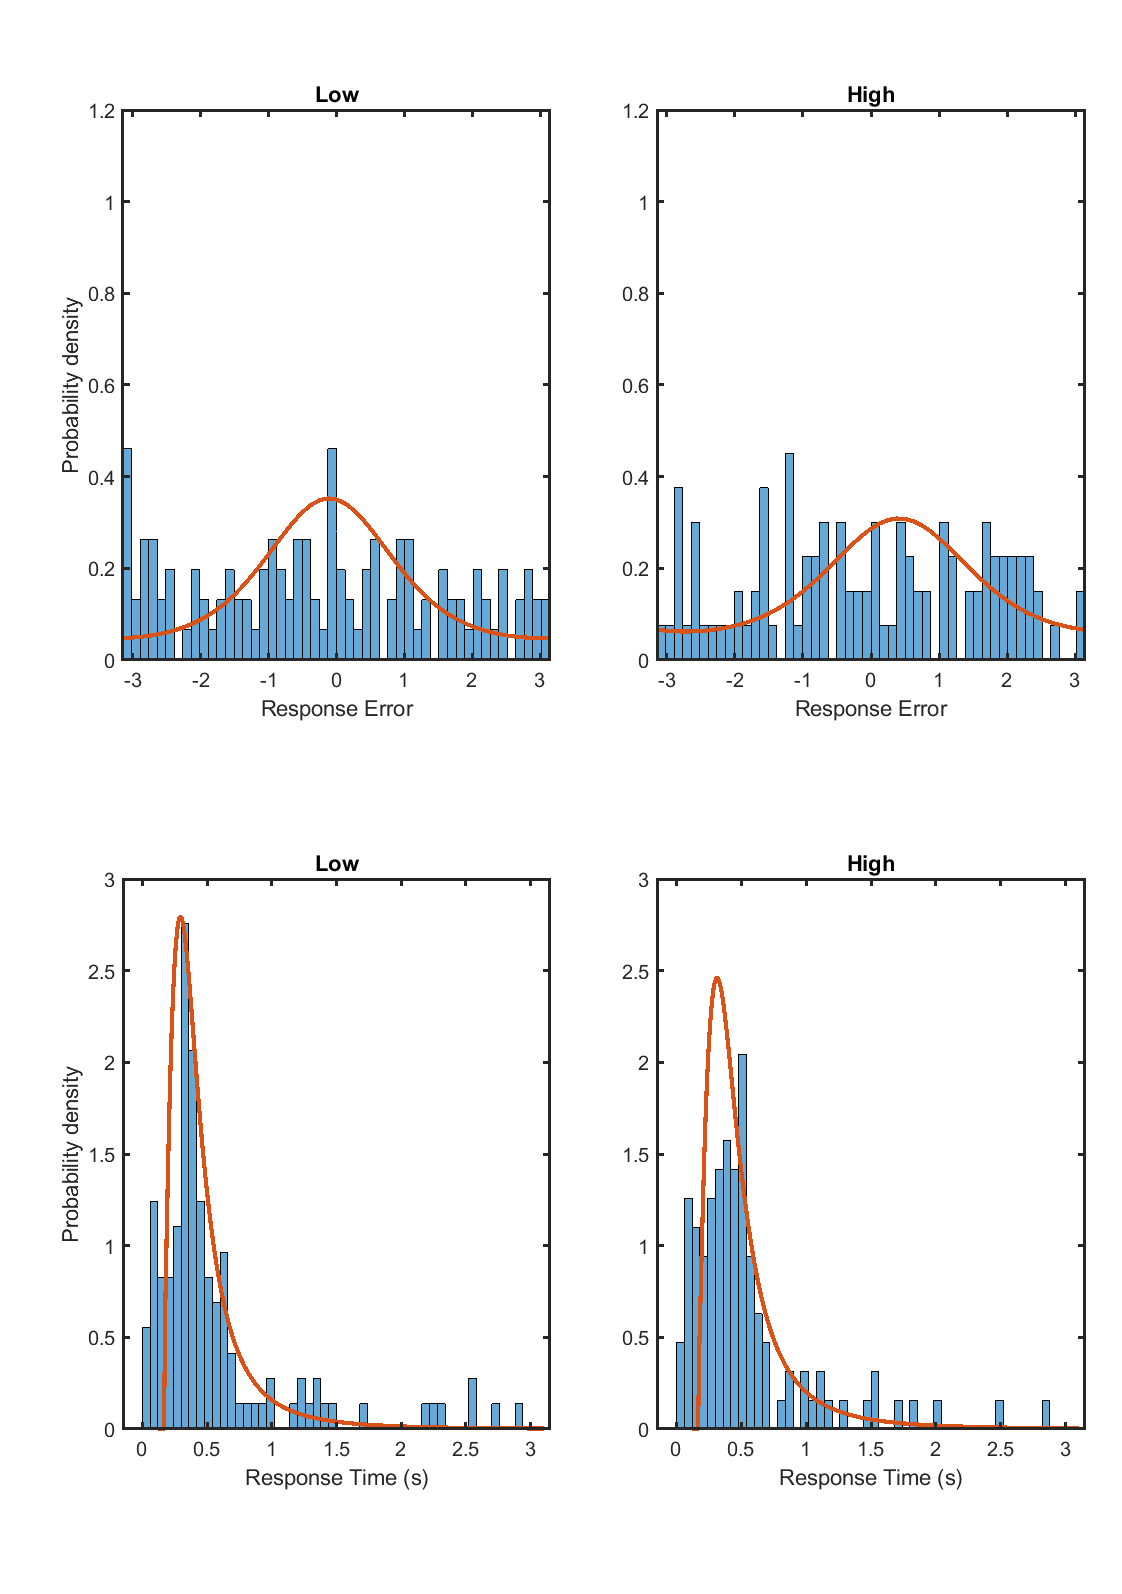 Low High
1.2 1.2
1 1
0.8 0.8
0.6 0.6
0.4 0.4
0.2 0.2
0 0
Probability density
-3 -2 -1 0 1 2 3 -3 -2 -1 0 1 2 3
Response Error Response Error
Low High
3 3
2.5 2.5
2 2
1.5 1.5
1 1
0.5 0.5
0 0
Probability density
0 0.5 1 1.5 2 2.5 3 0 0.5 1 1.5 2 2.5 3
Response Time (s) Response Time (s)